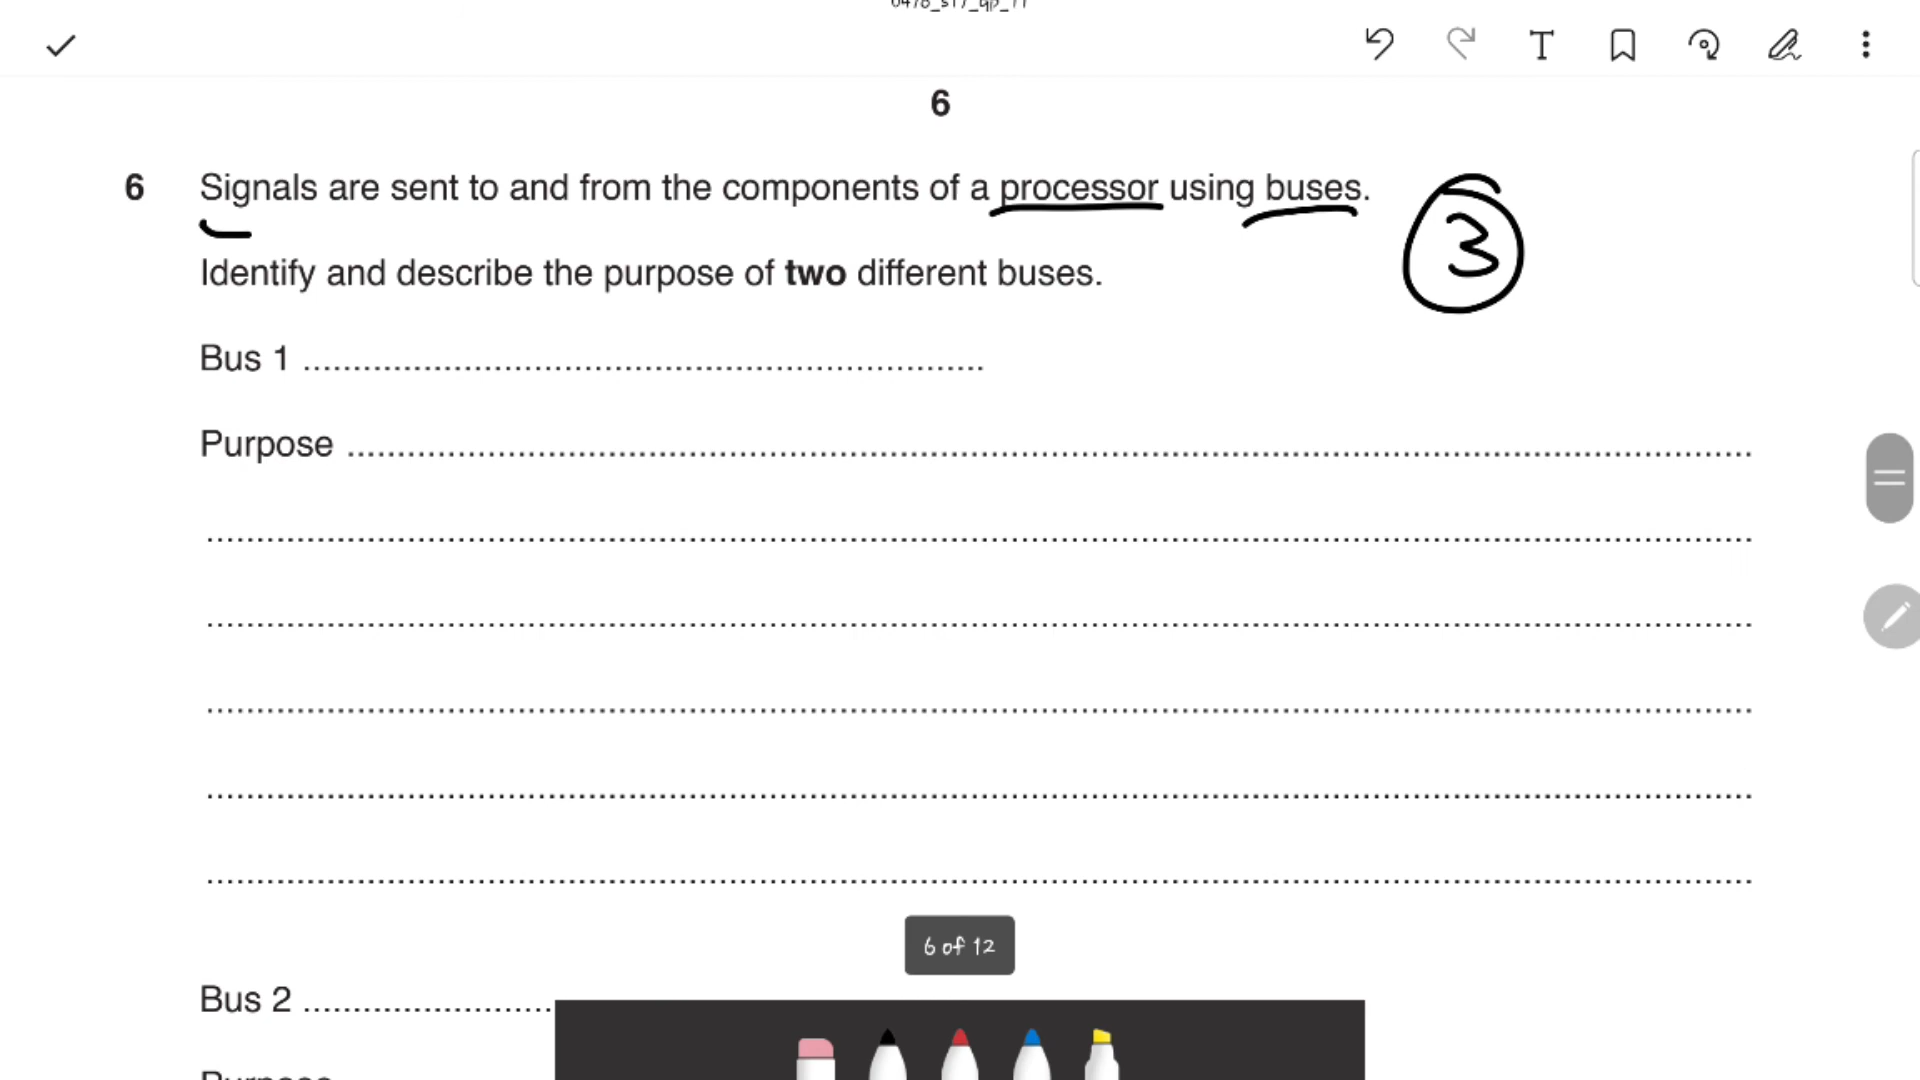 6
6 Signals are sent to and from the components of a processor using buses.
3
Identify and describe the purpose of two different buses.
Bus 1 ....................................................................
Purpose ............................................................................................................................................
..........................................................................................................................................................
..........................................................................................................................................................
..........................................................................................................................................................
..........................................................................................................................................................
..........................................................................................................................................................
6 of 12
Bus 2 .........................
Purpose